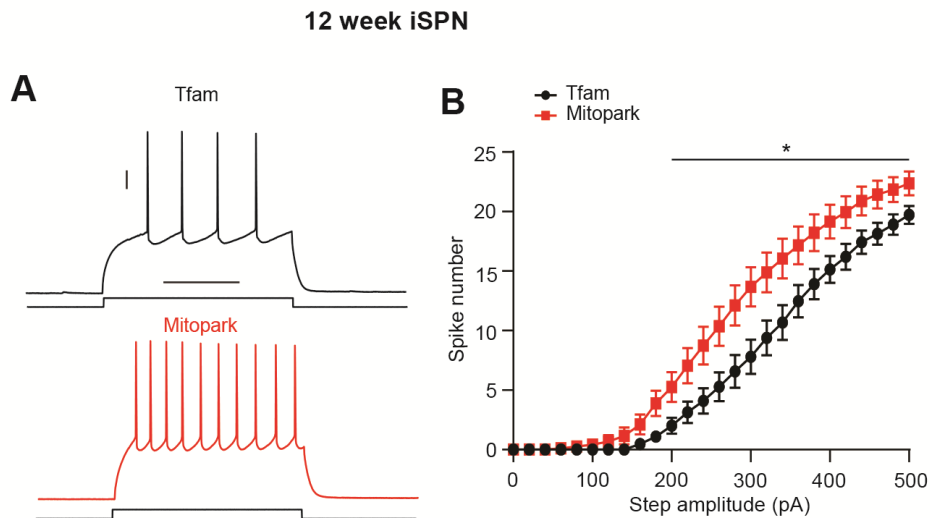 12 week iSPN
A
Tfam
Mitopark
B
Tfam
Mitopark
*
25
20
15
10
5
0
Spike number
0 100 200 300 400 500
Step amplitude (pA)